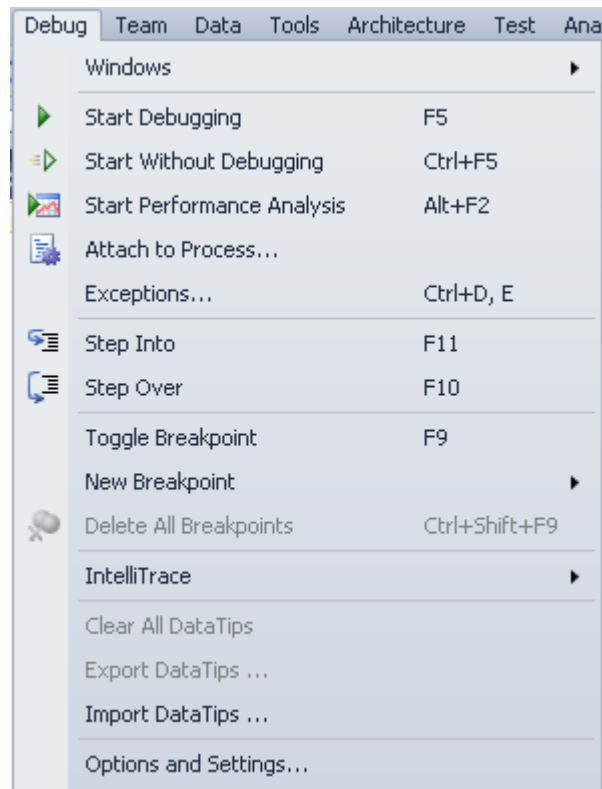 Debug Team Data Tools Architecture Test Ana
Windows
Start Debugging F5
Start Without Debugging Ctrl+F5
Start Performance Analysis Alt+F2
Attach to Process...
Exceptions... Ctrl+D, E
Step Into F11
Step Over F10
Toggle Breakpoint F9
New Breakpoint
Delete All Breakpoints Ctrl+Shift+F9
IntelliTrace
Clear All DataTips
Export DataTips ...
Import DataTips ...
Options and Settings...